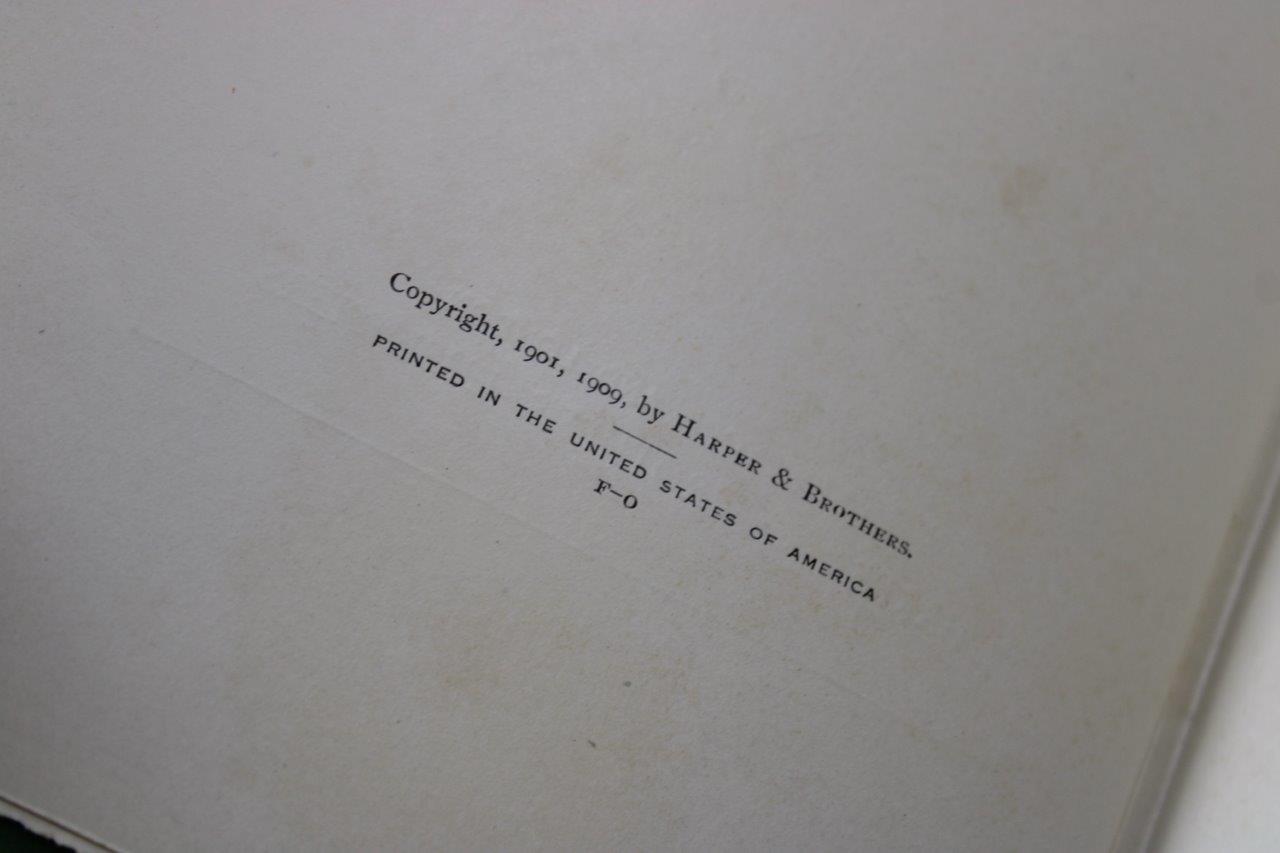 Copyright, 1901, 1909, by HARPER & BROTHERS.
PRINTED IN THE UNITED STATES OF AMERICA
F-O